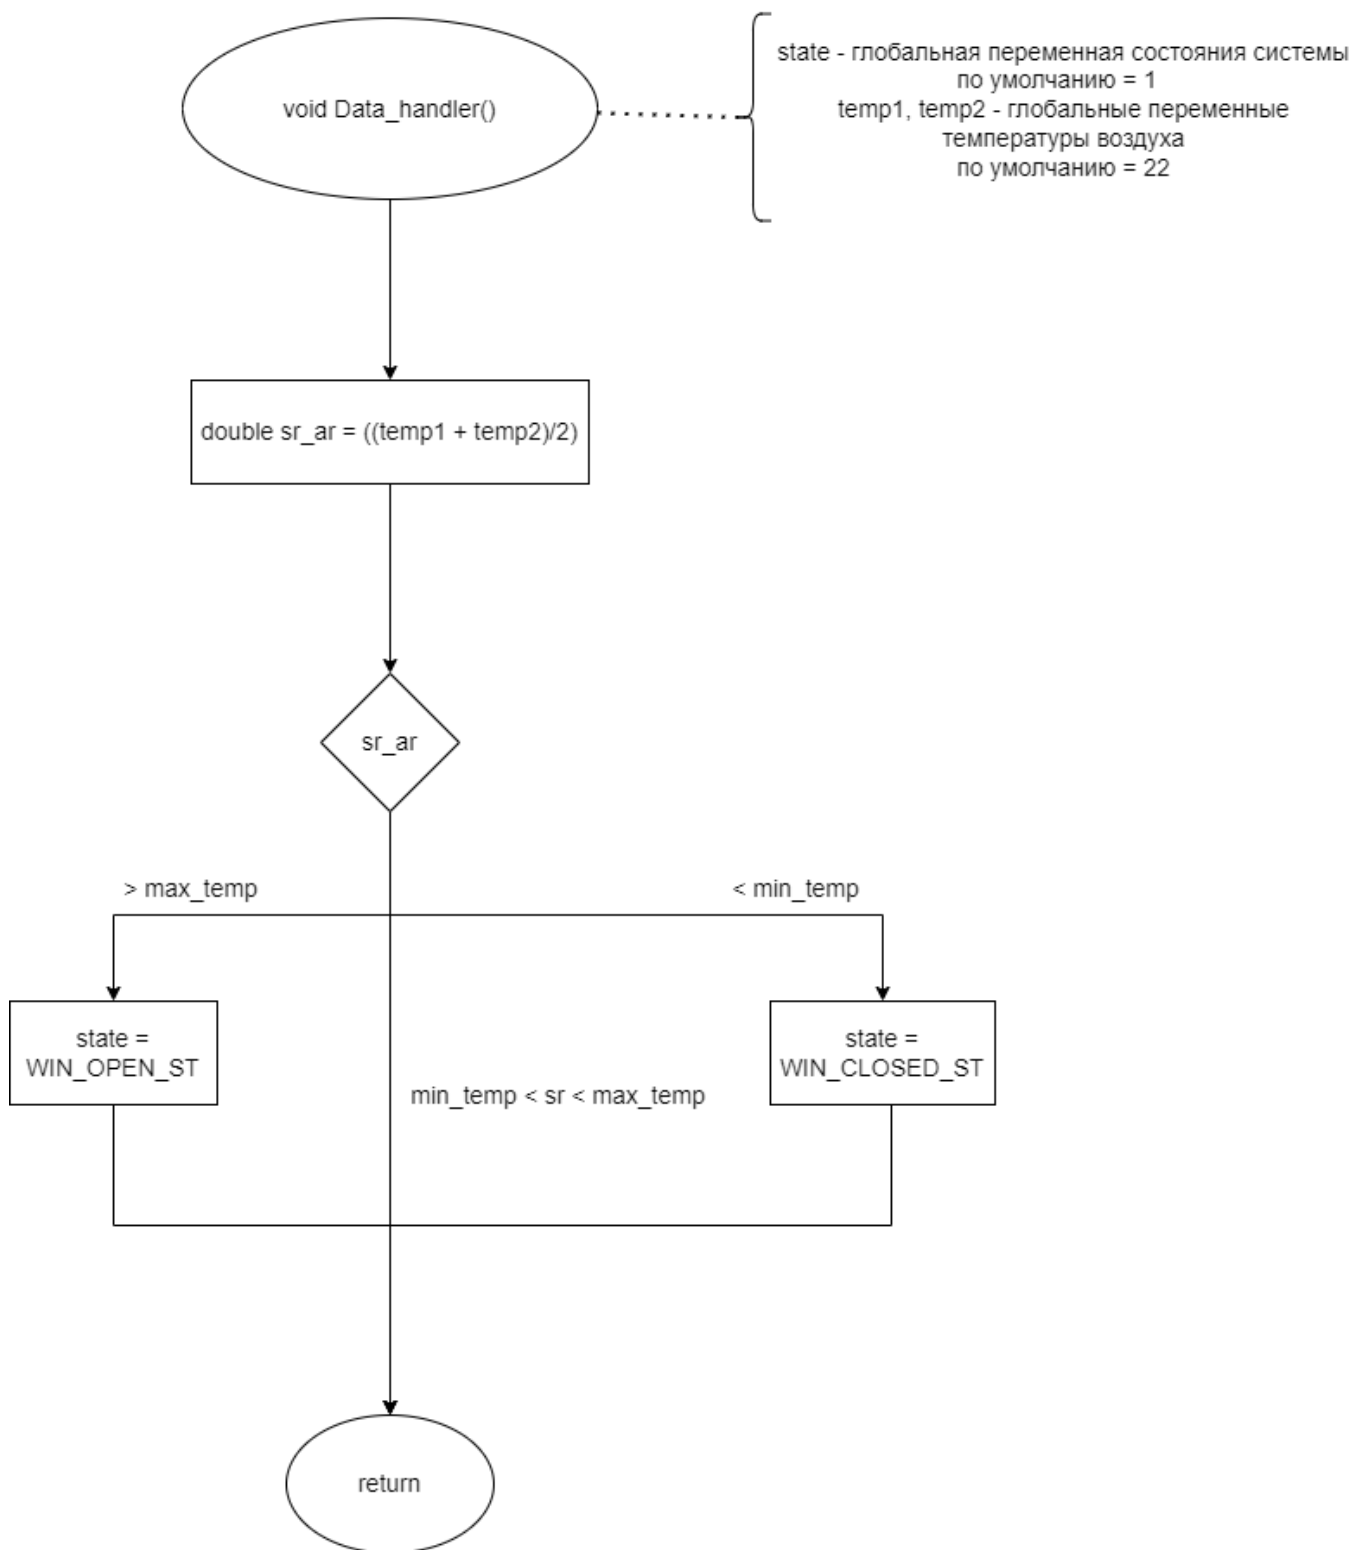 void Data_handler()
state - глобальная переменная состояния системы
по умолчанию = 1
temp1, temp2 - глобальные переменные
температуры воздуха
по умолчанию = 22
double sr_ar = ((temp1 + temp2)/2)
sr_ar
> max_temp
< min_temp
state =
WIN_OPEN_ST
state =
WIN_CLOSED_ST
min_temp < sr < max_temp
return